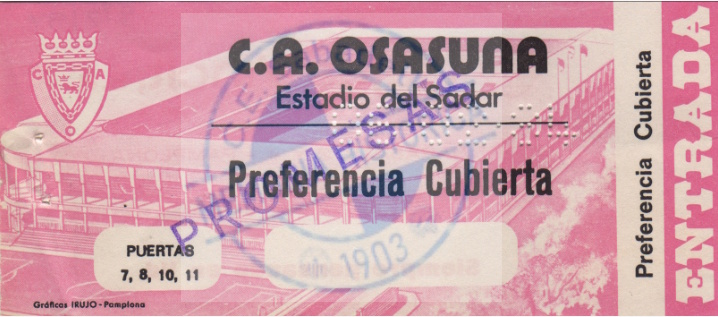 C.A. OSASUNA
Estadio del Sadar
PROMESAS
Preferencia Cubierta
1903
PUERTAS
7, 8, 10, 11
Gráficas IRUJO - Pamplona
C A
Preferencia Cubierta
ENTRADA